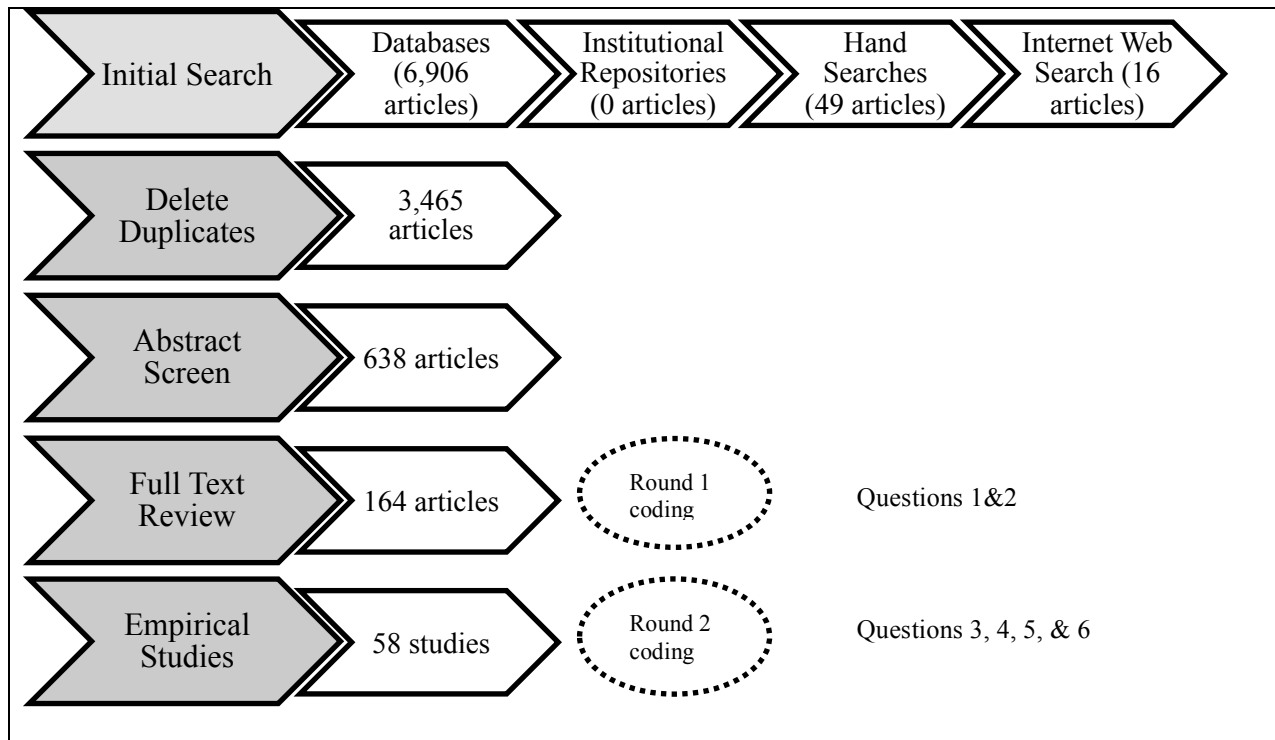 Initial Search
Databases
(6,906
articles)
Institutional
Repositories
(0 articles)
Hand
Searches
(49 articles)
Internet Web
Search (16
articles)
Delete
Duplicates
3,465
articles
Abstract
Screen
638 articles
Full Text
Review
164 articles
Round 1
coding
Questions 1&2
Empirical
Studies
58 studies
Round 2
coding
Questions 3, 4, 5, & 6